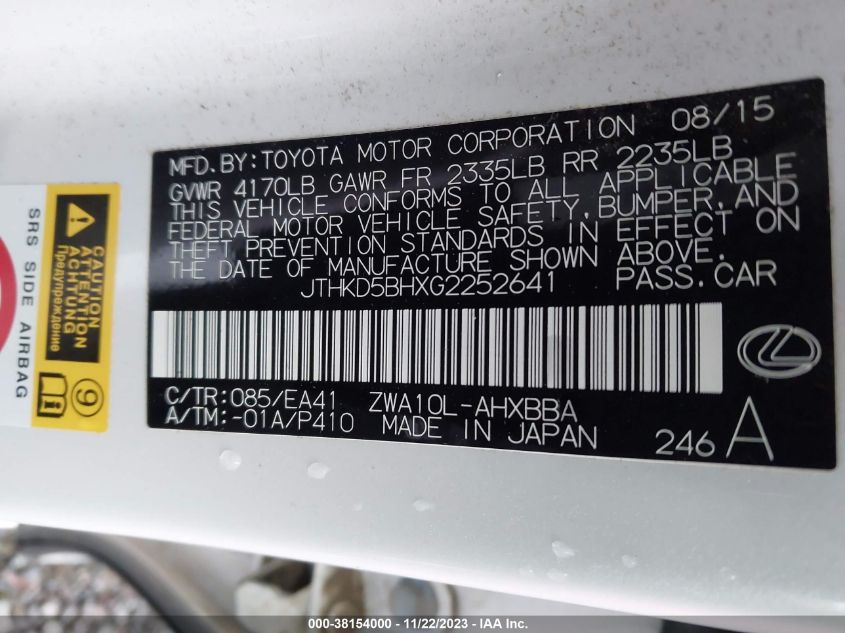 MFD.BY:TOYOTA MOTOR CORPORATION 08/15
GVWR 4170LB GAWR FR 2335LB RR 2235LB
THIS VEHICLE CONFORMS TO ALL APPLICABLE
FEDERAL MOTOR VEHICLE SAFETY,BUMPER,AND
THEFT PREVENTION STANDARDS IN EFFECT ON
THE DATE OF MANUFACTURE SHOWN ABOVE.
JTHKD5BHXG2252641 PASS.CAR
C/TR:085/EA41 ZWA10L-AHXBBA
A/TM:-01A/P410 MADE IN JAPAN
246 A
CAUTION
ATTENTION
ACHTUNG
Предупреждение
9
SRS SIDE AIRBAG
000-38154000 - 11/22/2023 - IAA Inc.